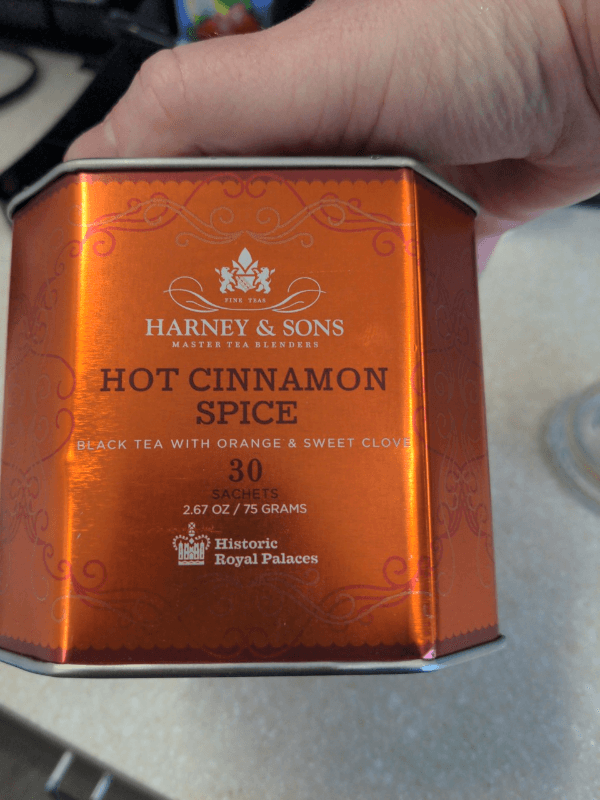 FINE TEAS
HARNEY & SONS
MASTER TEA BLENDERS
HOT CINNAMON
SPICE
BLACK TEA WITH ORANGE & SWEET CLOVE
30
SACHETS
2.67 OZ / 75 GRAMS
Historic
Royal Palaces